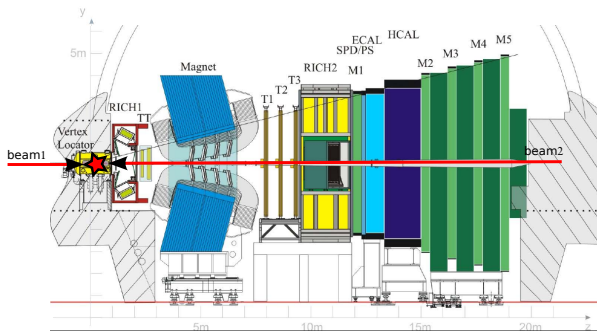 y
5m
Magnet
RICH1
TT
Vertex
Locator
T1
T2
T3
RICH2
SPD/PS
ECAL
HCAL
M1
M2
M3
M4
M5
beam1
beam2
5m
10m
15m
20m
z